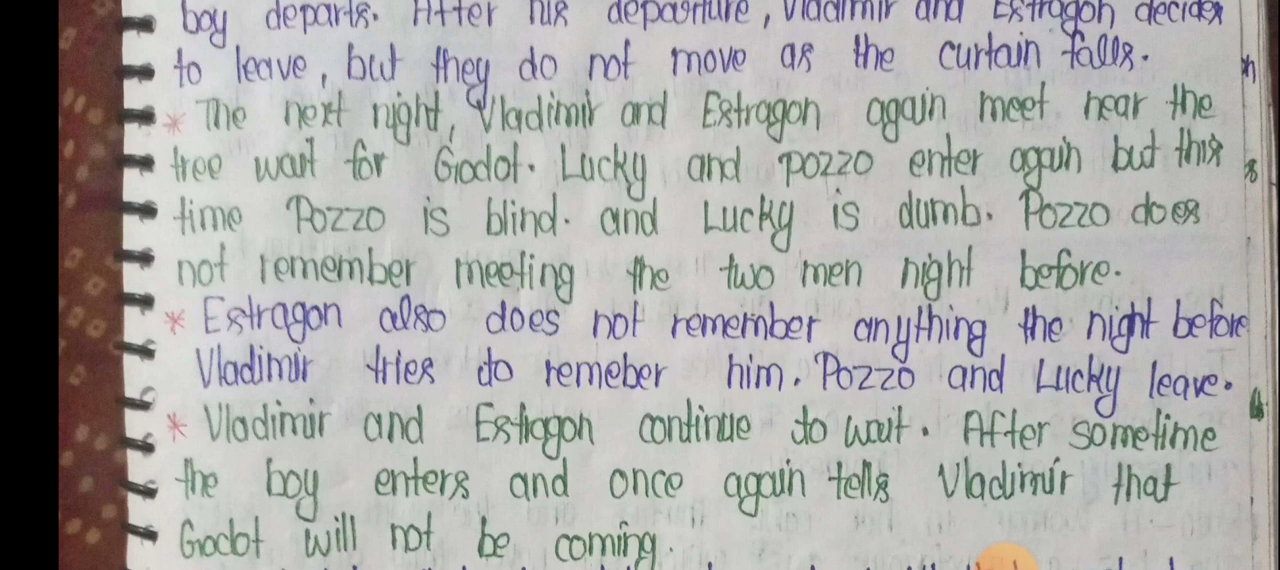 boy departs. After his departure, Vladimir and Estragon decides
to leave, but they do not move as the curtain falls.
* The next night, Vladimir and Estragon again meet near the
tree wait for Godot. Lucky and pozzo enter again but this
time Pozzo is blind. and Lucky is dumb. Pozzo does
not remember meeting the two men night before.
* Estragon also does not remember anything the night before
Vladimir tries to remeber him. Pozzo and Lucky leave.
* Vladimir and Estragon continue to wait. After sometime
the boy enters and once again tells Vladimir that
Godot will not be coming.